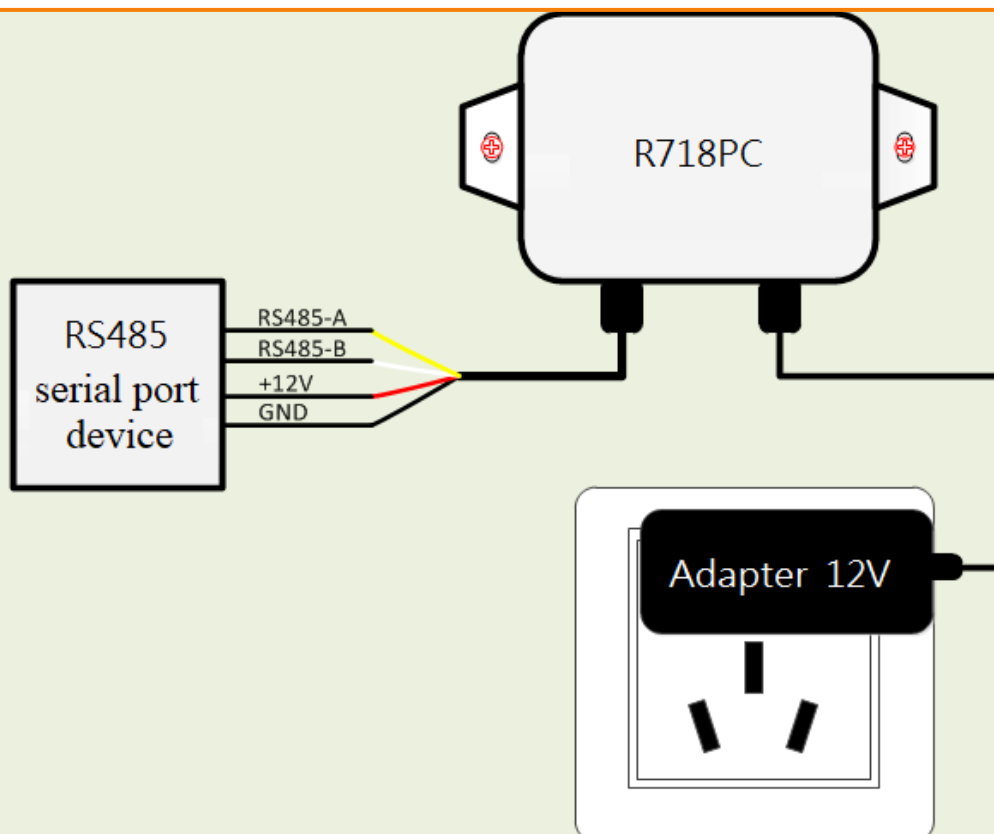 R718PC
RS485
serial port
device
RS485-A
RS485-B
+12V
GND
Adapter 12V